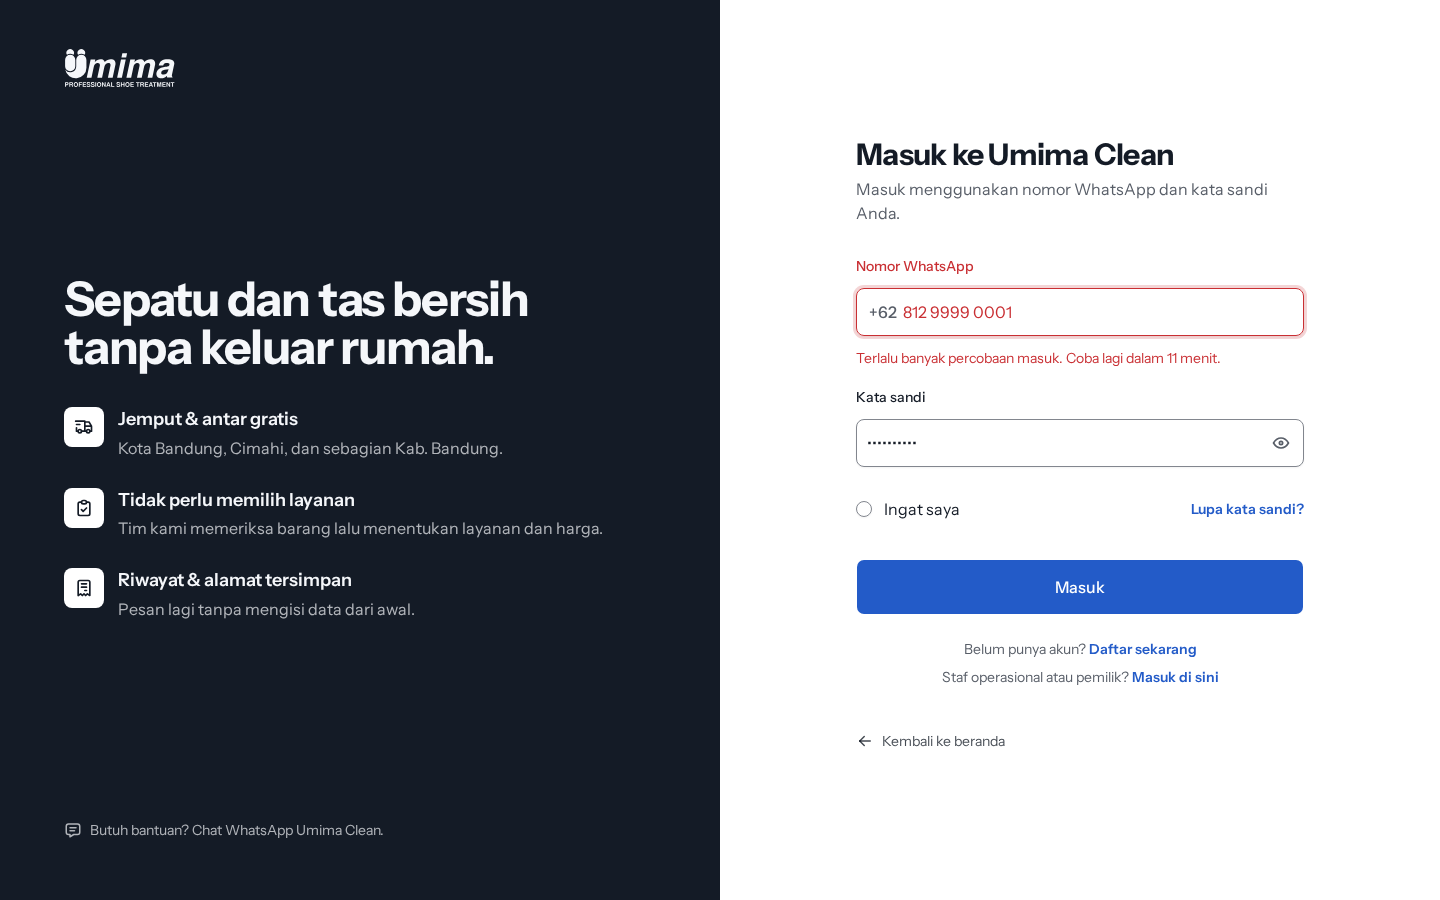 Umima
PROFESSIONAL SHOE TREATMENT
Sepatu dan tas bersih
tanpa keluar rumah.
Jemput & antar gratis
Kota Bandung, Cimahi, dan sebagian Kab. Bandung.
Tidak perlu memilih layanan
Tim kami memeriksa barang lalu menentukan layanan dan harga.
Riwayat & alamat tersimpan
Pesan lagi tanpa mengisi data dari awal.
Butuh bantuan? Chat WhatsApp Umima Clean.
Masuk ke Umima Clean
Masuk menggunakan nomor WhatsApp dan kata sandi
Anda.
Nomor WhatsApp
+62 812 9999 0001
Terlalu banyak percobaan masuk. Coba lagi dalam 11 menit.
Kata sandi
••••••••••
Ingat saya
Lupa kata sandi?
Masuk
Belum punya akun? Daftar sekarang
Staf operasional atau pemilik? Masuk di sini
Kembali ke beranda